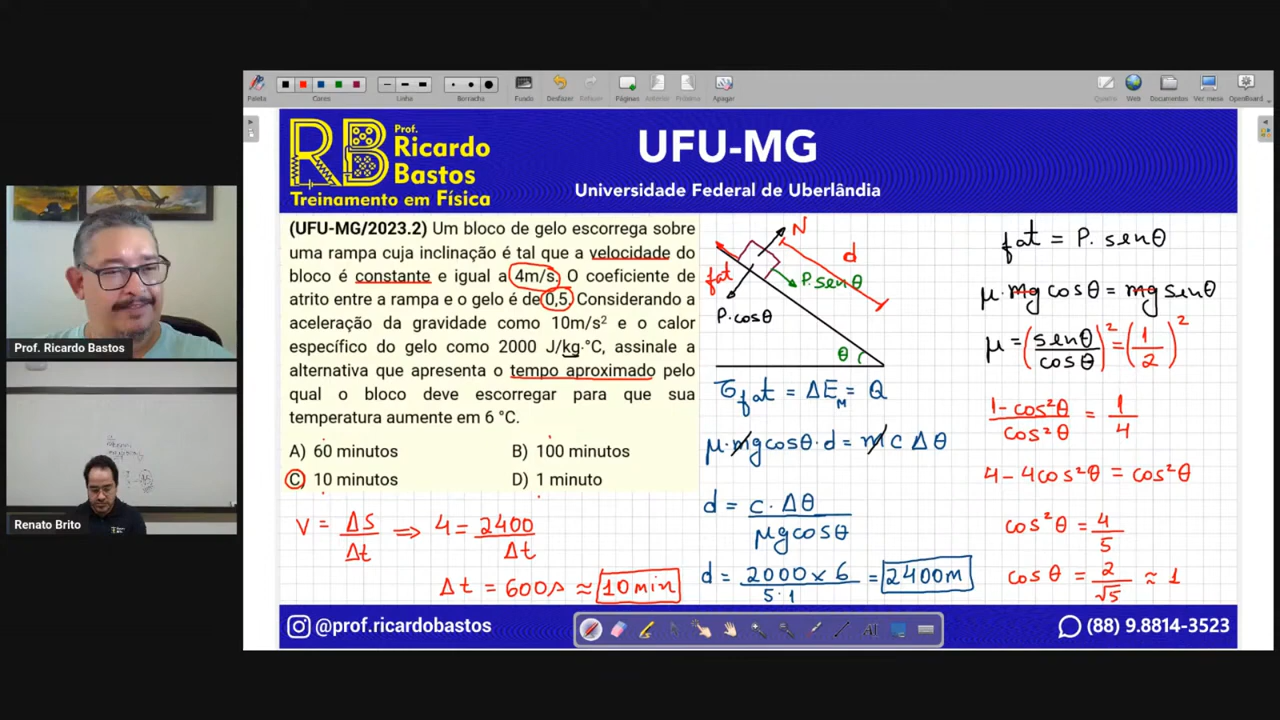 Paleta
Cores
Linha
Borracha
Fundo
Desfazer
Refazer
Páginas
Anterior
Próxima
Apagar
Quadro
Web
Documentos
Ver mesa
OpenBoard
RB
Prof.
Ricardo
Bastos
Treinamento em Física
UFU-MG
Universidade Federal de Uberlândia
(UFU-MG/2023.2) Um bloco de gelo escorrega sobre
uma rampa cuja inclinação é tal que a velocidade do
bloco é constante e igual a 4m/s. O coeficiente de
atrito entre a rampa e o gelo é de 0,5. Considerando a
aceleração da gravidade como 10m/s² e o calor
específico do gelo como 2000 J/kg·°C, assinale a
alternativa que apresenta o tempo aproximado pelo
qual o bloco deve escorregar para que sua
temperatura aumente em 6 °C.
A) 60 minutos
B) 100 minutos
C) 10 minutos
D) 1 minuto
V = Δs/Δt ⇒ 4 = 2400/Δt
Δt = 600s ≈ 10min
N
d
fat
P. senθ
P. cosθ
θ
τfat = ΔE_M = Q
μ·mgcosθ·d = m c Δθ
d = c·Δθ/μgcosθ
d = 2000×6/5·1 = 2400m
fat = P. senθ
μ·mgcosθ = mgsenθ
μ = (senθ/cosθ)² = (1/2)²
1-cos²θ/cos²θ = 1/4
4-4cos²θ = cos²θ
cos²θ = 4/5
cosθ = 2/√5 ≈ 1
@prof.ricardobastos
(88) 9.8814-3523
Prof. Ricardo Bastos
Renato Brito